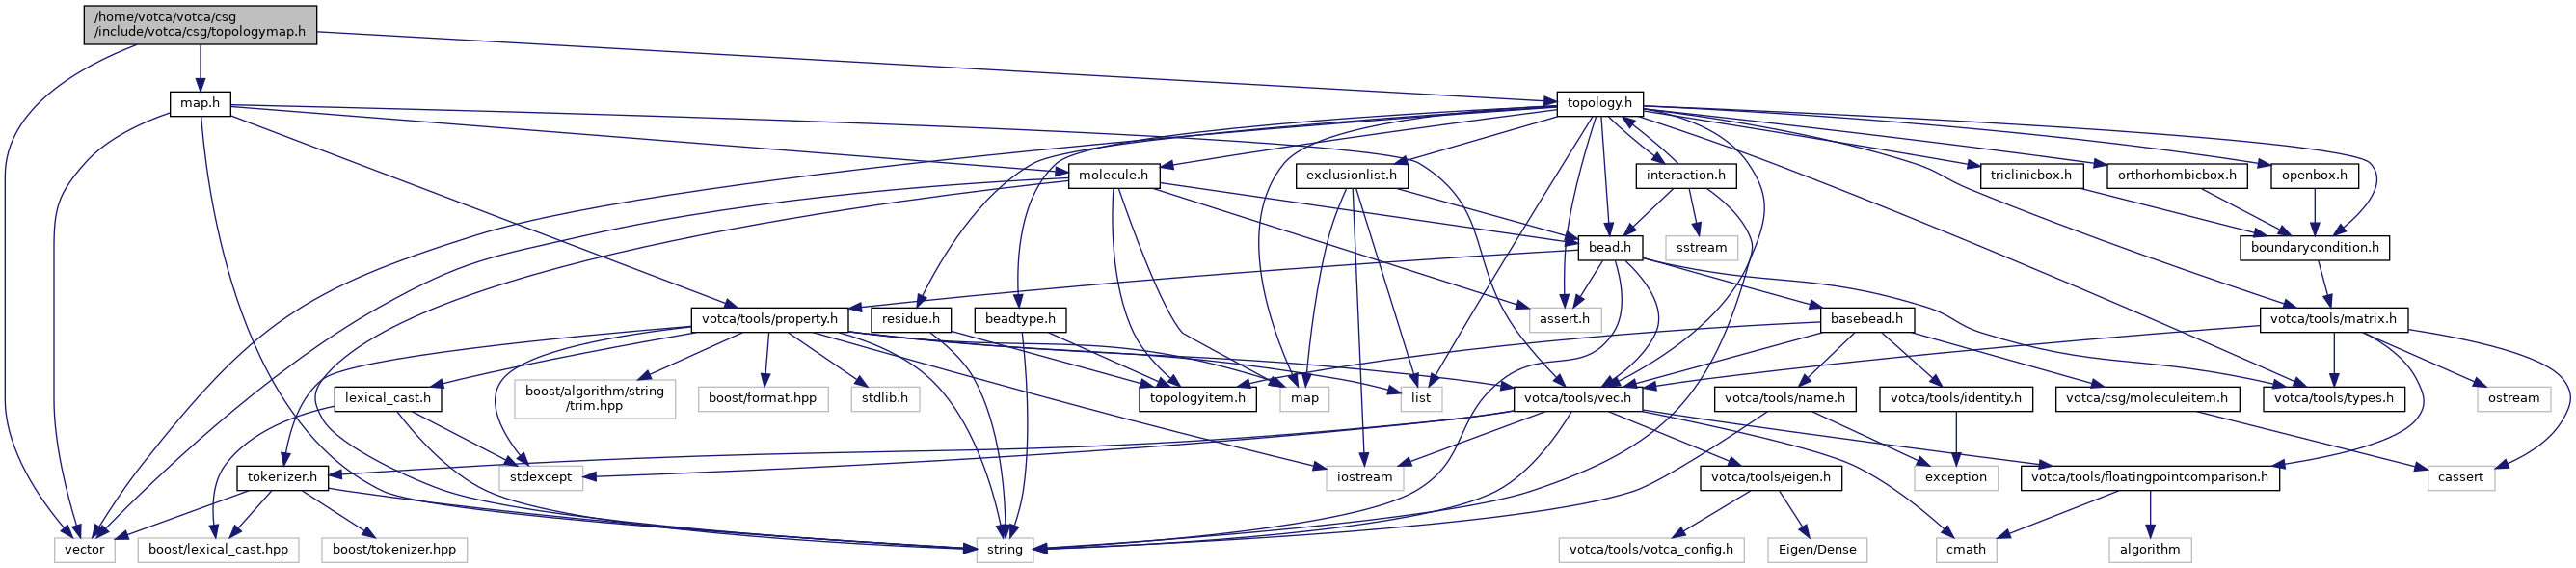 /home/votca/votca/csg
/include/votca/csg/topologymap.h
map.h
topology.h
molecule.h
exclusionlist.h
interaction.h
triclinicbox.h
orthorhombicbox.h
openbox.h
bead.h
sstream
boundarycondition.h
votca/tools/property.h
residue.h
beadtype.h
assert.h
basebead.h
votca/tools/matrix.h
lexical_cast.h
boost/algorithm/string
/trim.hpp
boost/format.hpp
stdlib.h
topologyitem.h
map
list
votca/tools/vec.h
votca/tools/name.h
votca/tools/identity.h
votca/csg/moleculeitem.h
votca/tools/types.h
ostream
tokenizer.h
stdexcept
iostream
votca/tools/eigen.h
exception
votca/tools/floatingpointcomparison.h
cassert
vector
boost/lexical_cast.hpp
boost/tokenizer.hpp
string
votca/tools/votca_config.h
Eigen/Dense
cmath
algorithm